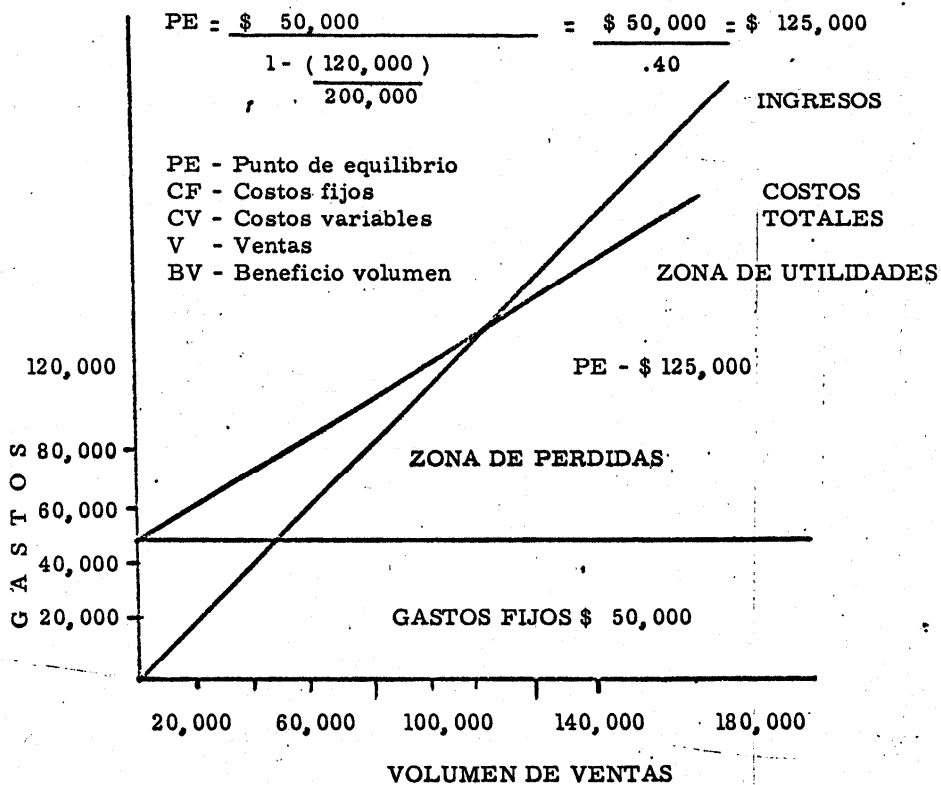 PE = $ 50,000 = $ 50,000 = $ 125,000
1 - ( 120,000 ) .40
200,000
INGRESOS
PE - Punto de equilibrio
CF - Costos fijos
CV - Costos variables
V - Ventas
BV - Beneficio volumen
COSTOS
TOTALES
ZONA DE UTILIDADES
120,000
PE - $ 125,000
80,000
ZONA DE PERDIDAS
60,000
40,000
20,000
GASTOS
GASTOS FIJOS $ 50,000
20,000 60,000 100,000 140,000 180,000
VOLUMEN DE VENTAS